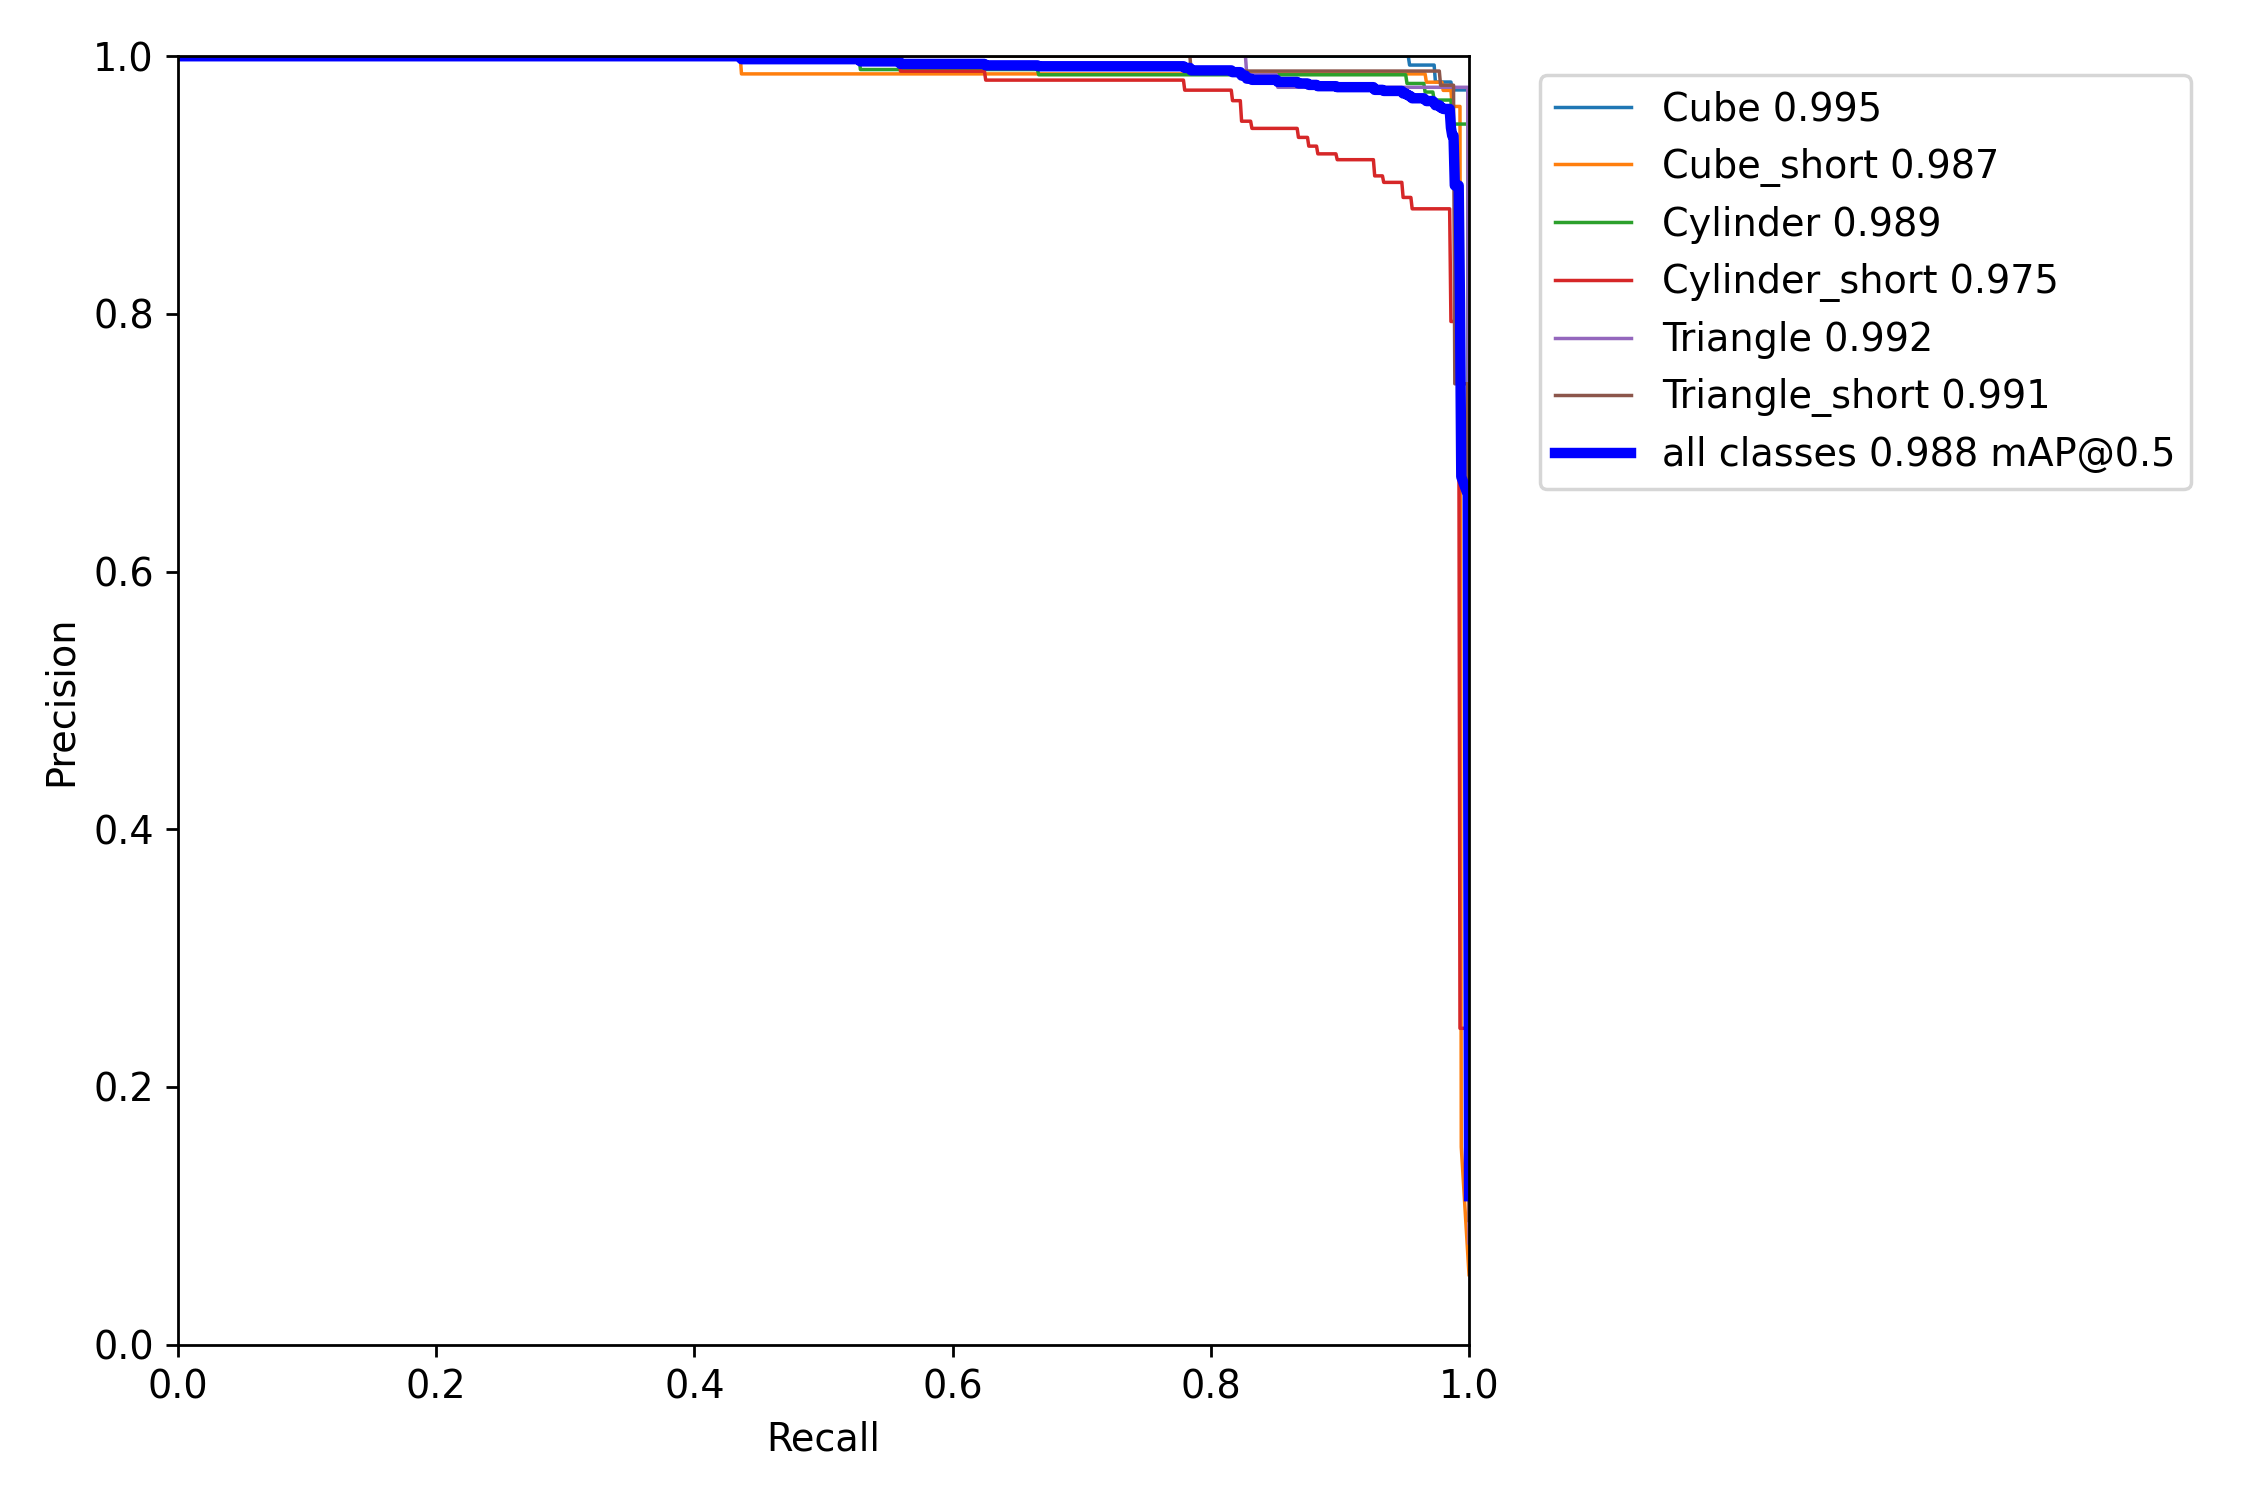 1.0
0.8
0.6
0.4
0.2
0.0
Precision
0.0 0.2 0.4 0.6 0.8 1.0
Recall
Cube 0.995
Cube_short 0.987
Cylinder 0.989
Cylinder_short 0.975
Triangle 0.992
Triangle_short 0.991
all classes 0.988 mAP@0.5